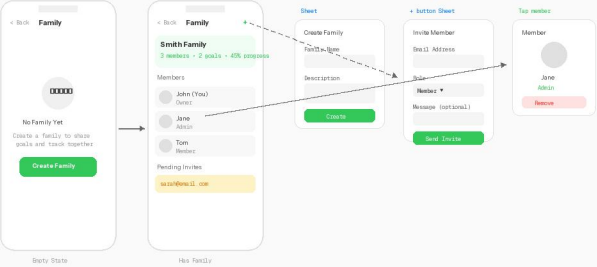 < Back Family
No Family Yet
Create a family to share
goals and track together
Create Family
Empty State
< Back Family +
Smith Family
3 members • 2 goals • 45% progress
Members
John (You)
Owner
Jane
Admin
Tom
Member
Pending Invites
sarah@email.com
Has Family
Sheet
Create Family
Family Name
Description
Create
+ button Sheet
Invite Member
Email Address
Role
Member ▼
Message (optional)
Send Invite
Tap member
Member
Jane
Admin
Remove